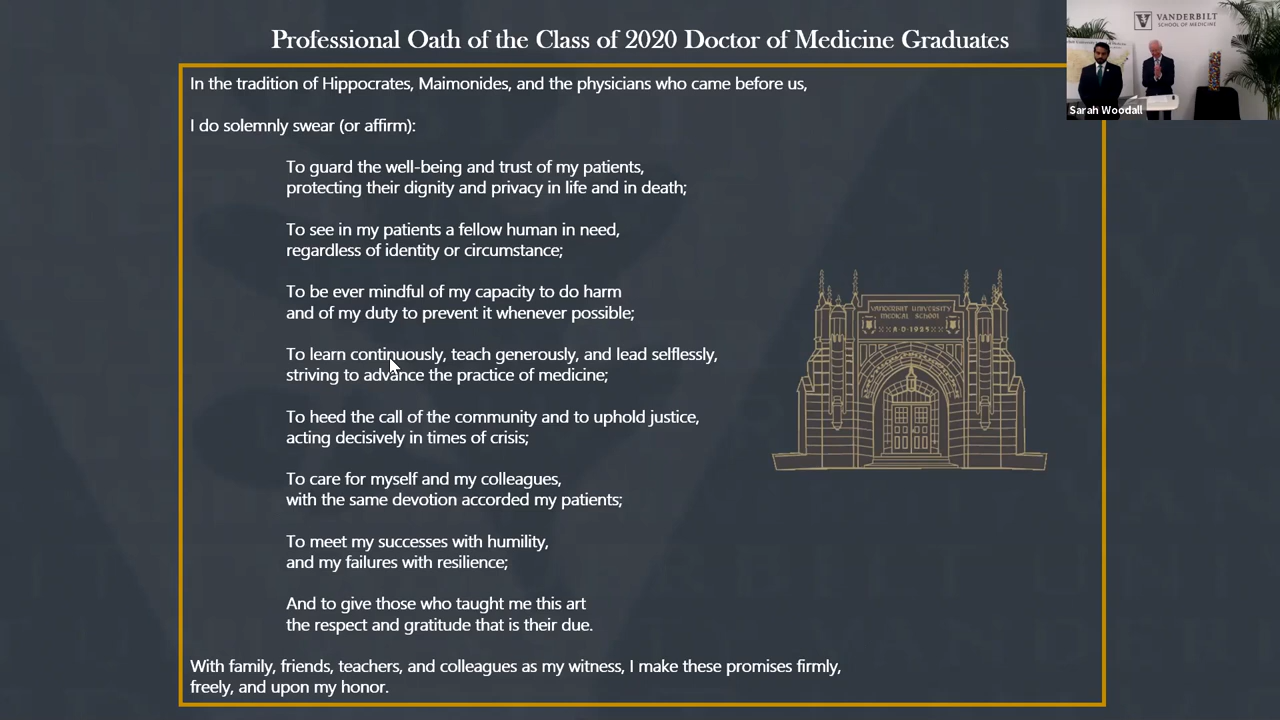 Professional Oath of the Class of 2020 Doctor of Medicine Graduates
VANDERBILT
SCHOOL OF MEDICINE
Sarah Woodall
In the tradition of Hippocrates, Maimonides, and the physicians who came before us,
I do solemnly swear (or affirm):
To guard the well-being and trust of my patients,
protecting their dignity and privacy in life and in death;
To see in my patients a fellow human in need,
regardless of identity or circumstance;
To be ever mindful of my capacity to do harm
and of my duty to prevent it whenever possible;
To learn continuously, teach generously, and lead selflessly,
striving to advance the practice of medicine;
To heed the call of the community and to uphold justice,
acting decisively in times of crisis;
To care for myself and my colleagues,
with the same devotion accorded my patients;
To meet my successes with humility,
and my failures with resilience;
And to give those who taught me this art
the respect and gratitude that is their due.
With family, friends, teachers, and colleagues as my witness, I make these promises firmly,
freely, and upon my honor.
VANDERBILT UNIVERSITY
MEDICAL SCHOOL
A·D·1925